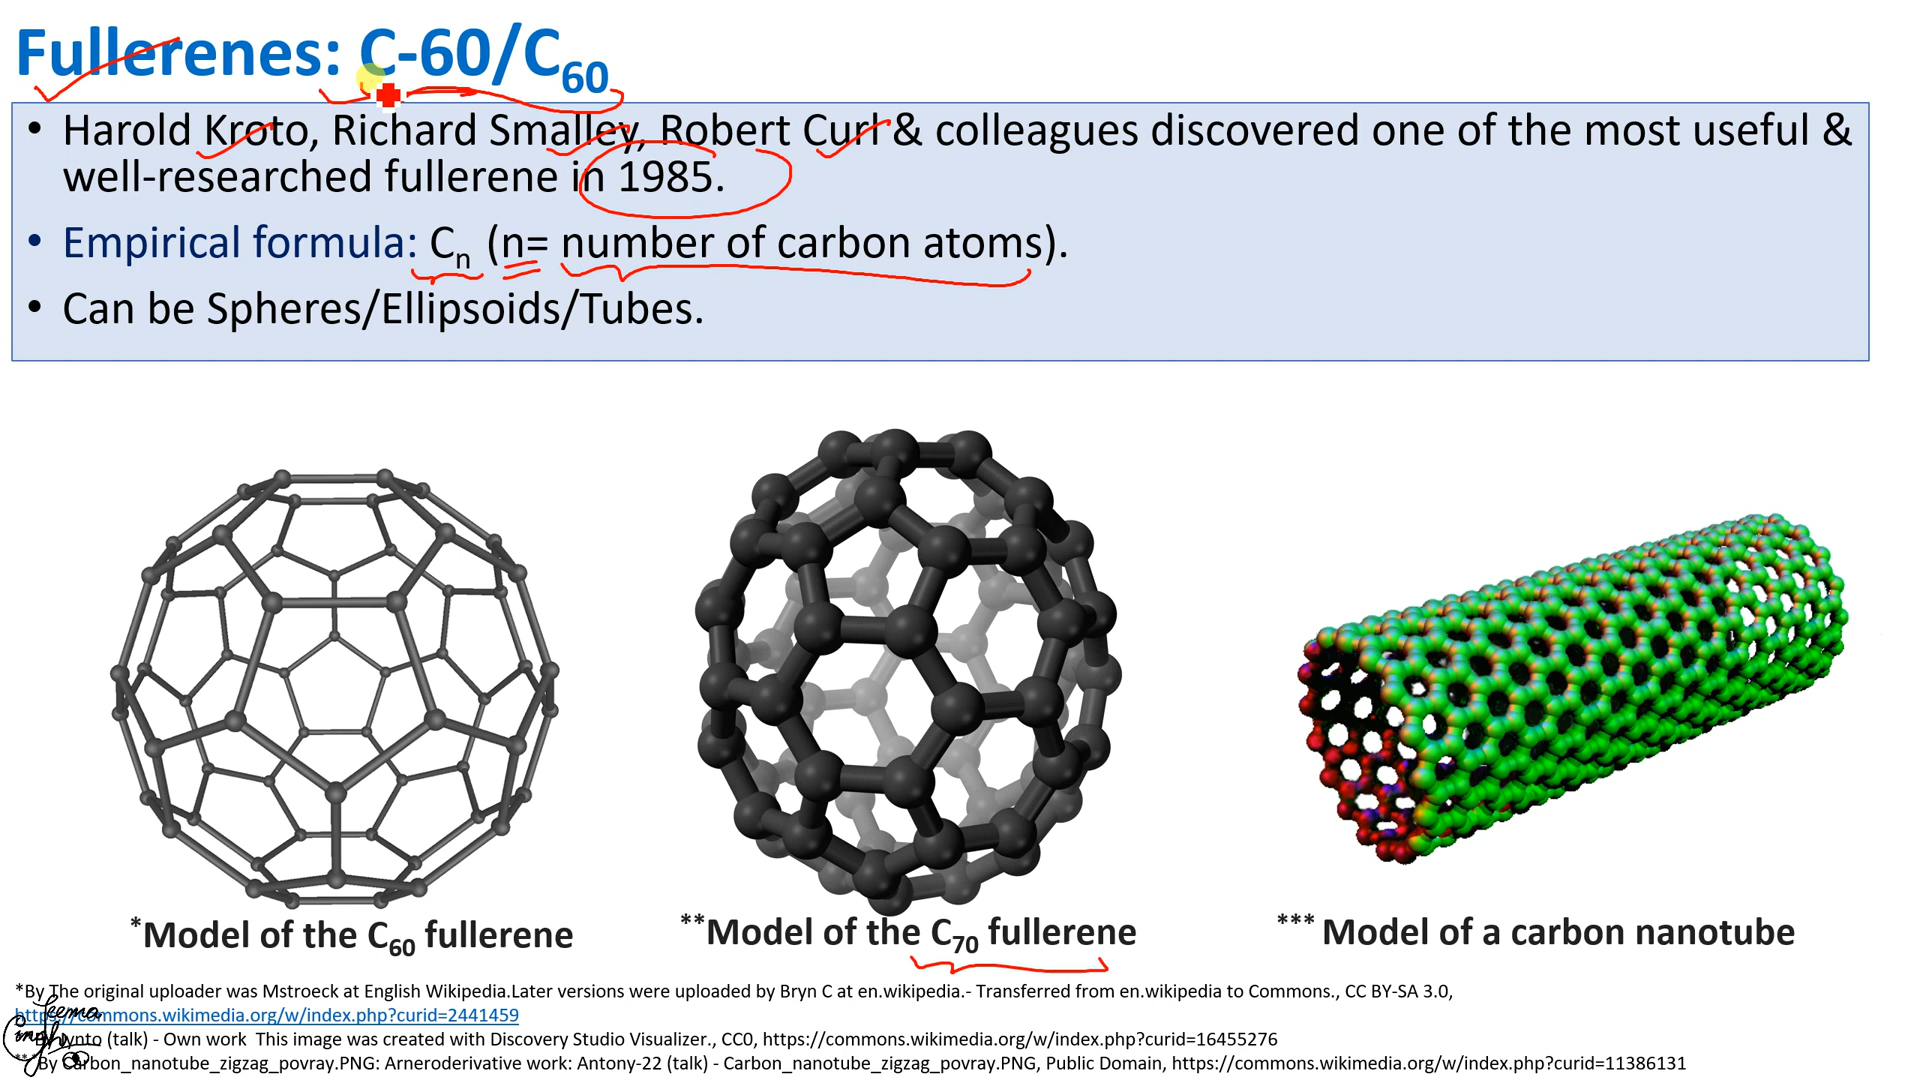 Fullerenes: C-60/C60
• Harold Kroto, Richard Smalley, Robert Curl & colleagues discovered one of the most useful &
well-researched fullerene in 1985.
• Empirical formula: Cn (n= number of carbon atoms).
• Can be Spheres/Ellipsoids/Tubes.
*Model of the C60 fullerene
**Model of the C70 fullerene
***Model of a carbon nanotube
*By The original uploader was Mstroeck at English Wikipedia.Later versions were uploaded by Bryn C at en.wikipedia.- Transferred from en.wikipedia to Commons., CC BY-SA 3.0,
https://commons.wikimedia.org/w/index.php?curid=2441459
(talk) - Own work This image was created with Discovery Studio Visualizer., CC0, https://commons.wikimedia.org/w/index.php?curid=16455276
By Carbon_nanotube_zigzag_povray.PNG: Arneroderivative work: Antony-22 (talk) - Carbon_nanotube_zigzag_povray.PNG, Public Domain, https://commons.wikimedia.org/w/index.php?curid=11386131